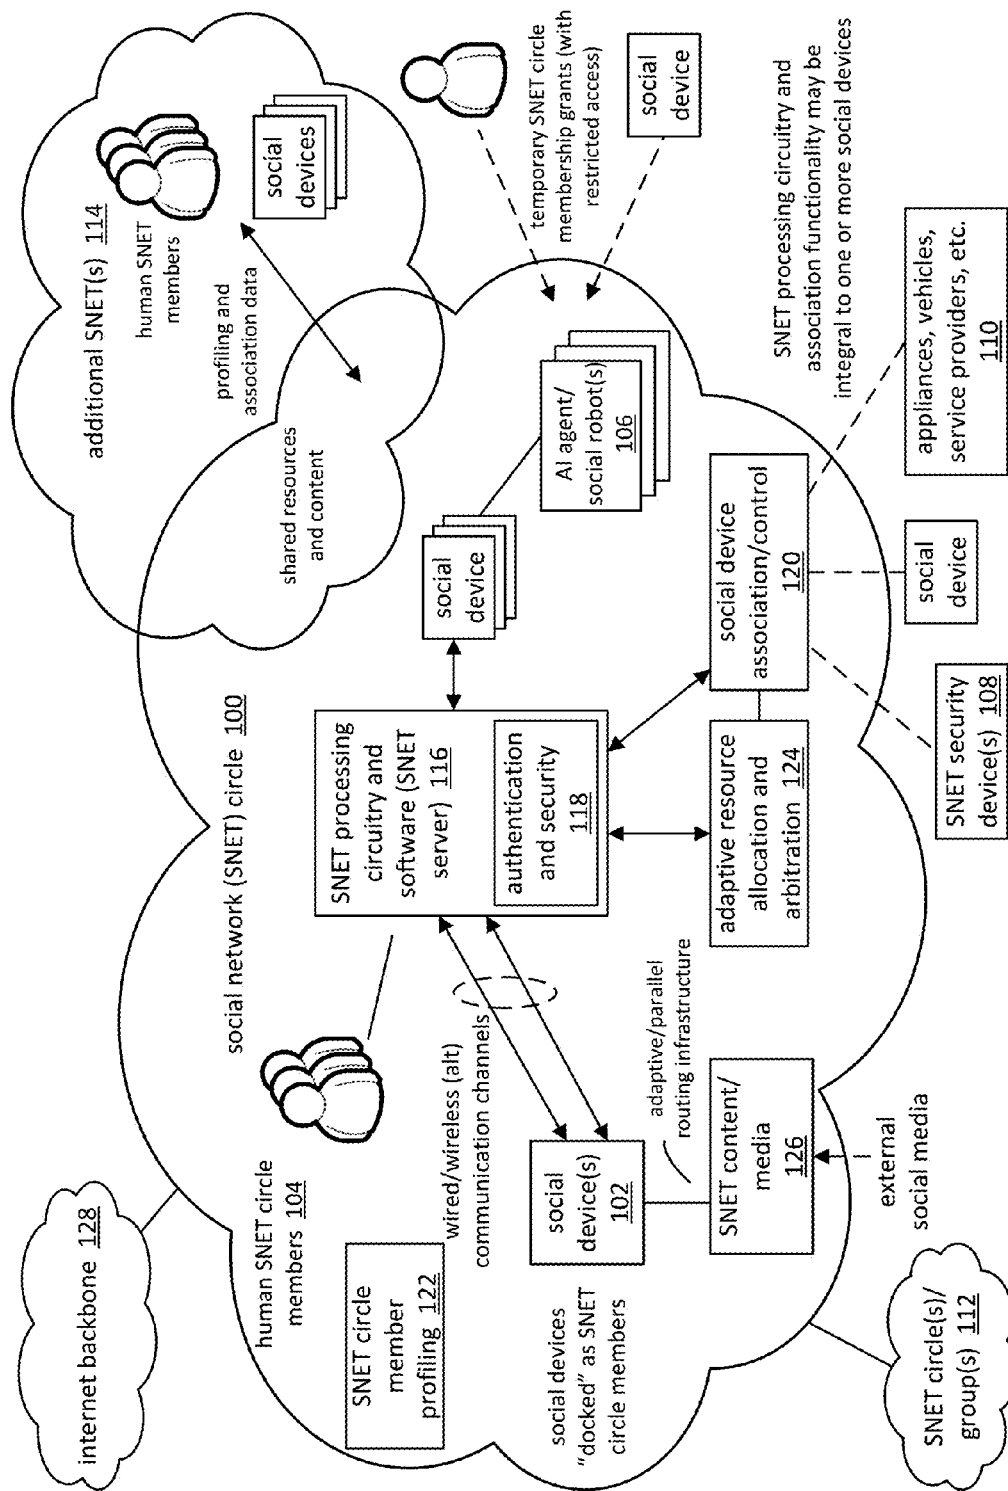 internet backbone 128
social network (SNET) circle 100
additional SNET(s) 114
human SNET
members
social
devices
profiling and
association data
shared resources
and content
temporary SNET circle
membership grants (with
restricted access)
social
device
human SNET circle
members 104
SNET circle
member
profiling 122
wired/wireless (alt)
communication channels
SNET processing
circuitry and
software (SNET
server) 116
authentication
and security
118
social
device
AI agent/
social robot(s)
106
SNET processing circuitry and
association functionality may be
integral to one or more social devices
social devices
“docked” as SNET
circle members
social
device(s)
102
adaptive/parallel
routing infrastructure
SNET content/
media
126
external
social media
adaptive resource
allocation and
arbitration 124
social device
association/control
120
SNET circle(s)/
group(s) 112
SNET security
device(s) 108
social
device
appliances, vehicles,
service providers, etc.
110